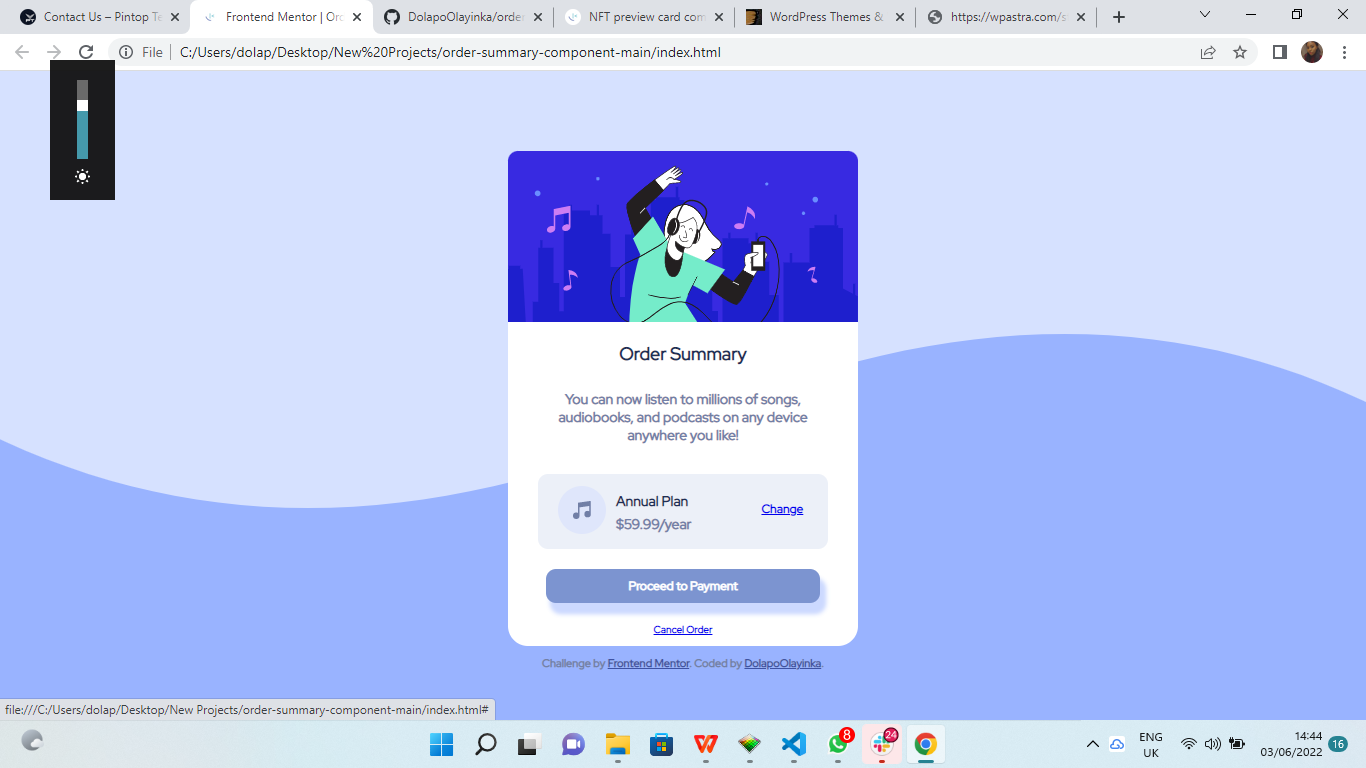 Contact Us – Pintop Te
Frontend Mentor | Ord
DolapoOlayinka/order
NFT preview card com
WordPress Themes &
https://wpastra.com/s
File
C:/Users/dolap/Desktop/New%20Projects/order-summary-component-main/index.html
Order Summary
You can now listen to millions of songs,
audiobooks, and podcasts on any device
anywhere you like!
Annual Plan
$59.99/year
Change
Proceed to Payment
Cancel Order
Challenge by Frontend Mentor. Coded by DolapoOlayinka.
file:///C:/Users/dolap/Desktop/New Projects/order-summary-component-main/index.html#
8
24
ENG
UK
14:44
03/06/2022
16